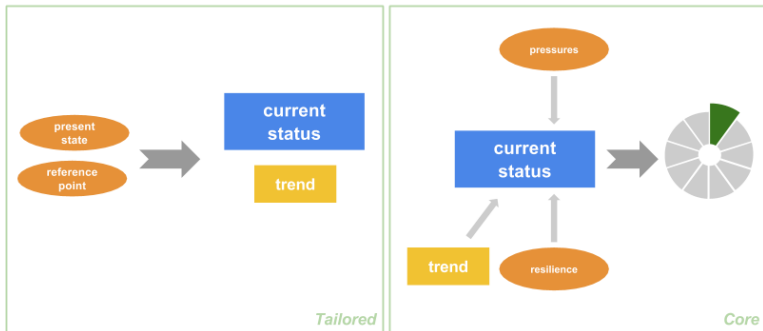 present
state
reference
point
current
status
trend
Tailored
pressures
current
status
trend
resilience
Core